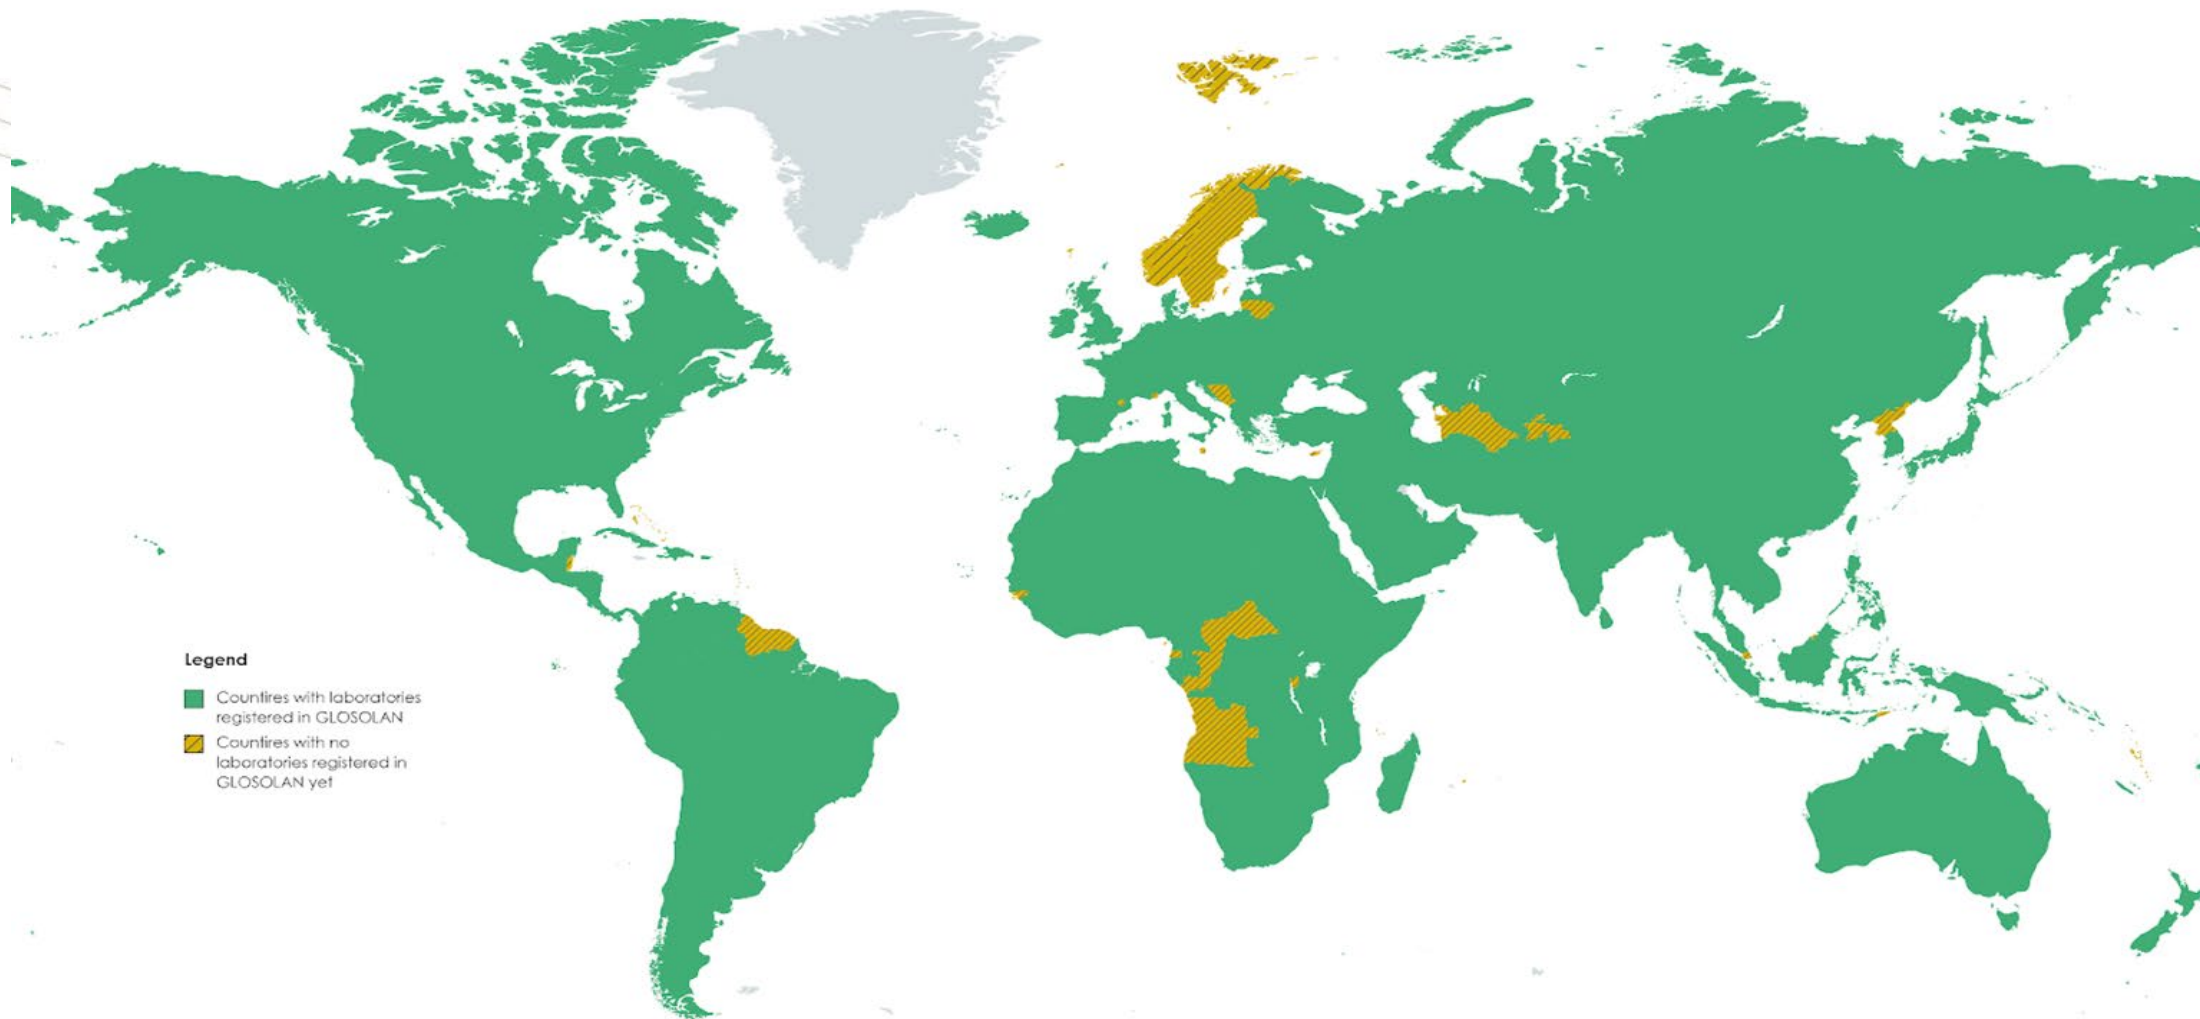 Legend
Countires with laboratories
registered in GLOSOLAN
Countires with no
laboratories registered in
GLOSOLAN yet